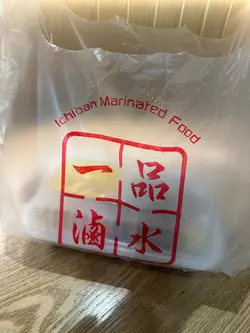 Ichiban Marinated Food
一品
滷水